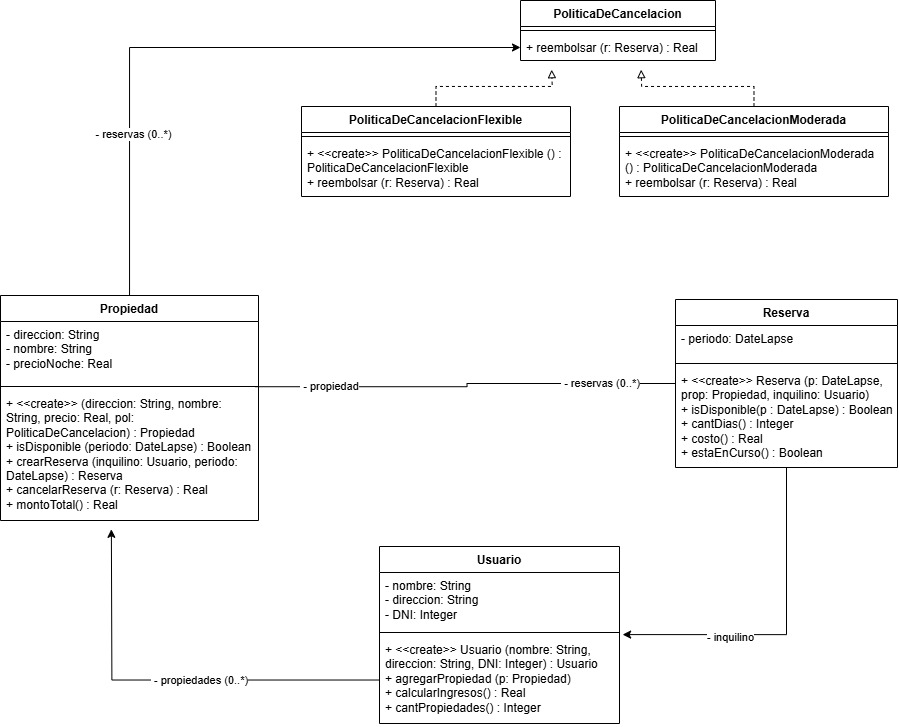 PoliticaDeCancelacion
+ reembolsar (r: Reserva) : Real
- reservas (0..*)
PoliticaDeCancelacionFlexible
+ <<create>> PoliticaDeCancelacionFlexible () :
PoliticaDeCancelacionFlexible
+ reembolsar (r: Reserva) : Real
PoliticaDeCancelacionModerada
+ <<create>> PoliticaDeCancelacionModerada
() : PoliticaDeCancelacionModerada
+ reembolsar (r: Reserva) : Real
Propiedad
- direccion: String
- nombre: String
- precioNoche: Real
+ <<create>> (direccion: String, nombre:
String, precio: Real, pol:
PoliticaDeCancelacion) : Propiedad
+ isDisponible (periodo: DateLapse) : Boolean
+ crearReserva (inquilino: Usuario, periodo:
DateLapse) : Reserva
+ cancelarReserva (r: Reserva) : Real
+ montoTotal() : Real
- propiedad
- reservas (0..*)
Reserva
- periodo: DateLapse
+ <<create>> Reserva (p: DateLapse,
prop: Propiedad, inquilino: Usuario)
+ isDisponible(p : DateLapse) : Boolean
+ cantDias() : Integer
+ costo() : Real
+ estaEnCurso() : Boolean
Usuario
- nombre: String
- direccion: String
- DNI: Integer
+ <<create>> Usuario (nombre: String,
direccion: String, DNI: Integer) : Usuario
+ agregarPropiedad (p: Propiedad)
+ calcularIngresos() : Real
+ cantPropiedades() : Integer
- inquilino
- propiedades (0..*)